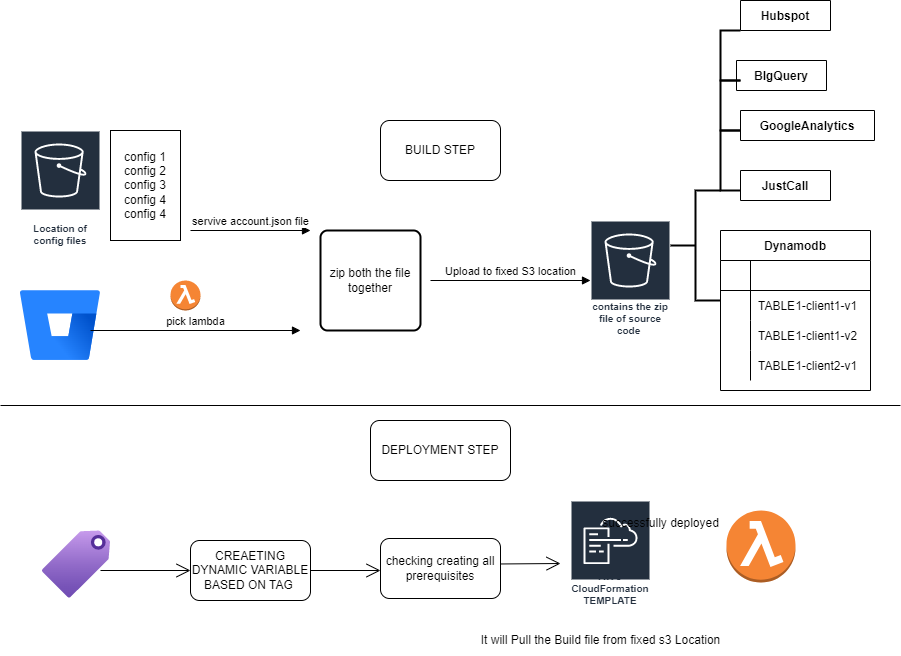 Hubspot
BIgQuery
GoogleAnalytics
JustCall
BUILD STEP
config 1
config 2
config 3
config 4
config 4
Location of
config files
servive account.json file
zip both the file
together
pick lambda
Upload to fixed S3 location
contains the zip
file of source
code
Dynamodb
TABLE1-client1-v1
TABLE1-client1-v2
TABLE1-client2-v1
DEPLOYMENT STEP
CREAETING
DYNAMIC VARIABLE
BASED ON TAG
checking creating all
prerequisites
successfully deployed
CloudFormation
TEMPLATE
It will Pull the Build file from fixed s3 Location